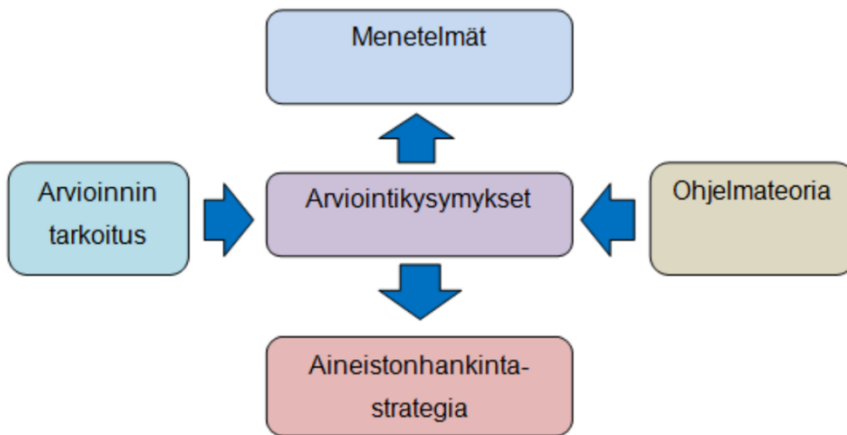 Menetelmät
Arvioinnin
tarkoitus
Arviointikysymykset
Ohjelmateoria
Aineistonhankinta-
strategia